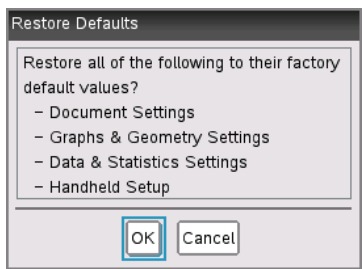 Restore Defaults
Restore all of the following to their factory
default values?
– Document Settings
– Graphs & Geometry Settings
– Data & Statistics Settings
– Handheld Setup
OK Cancel